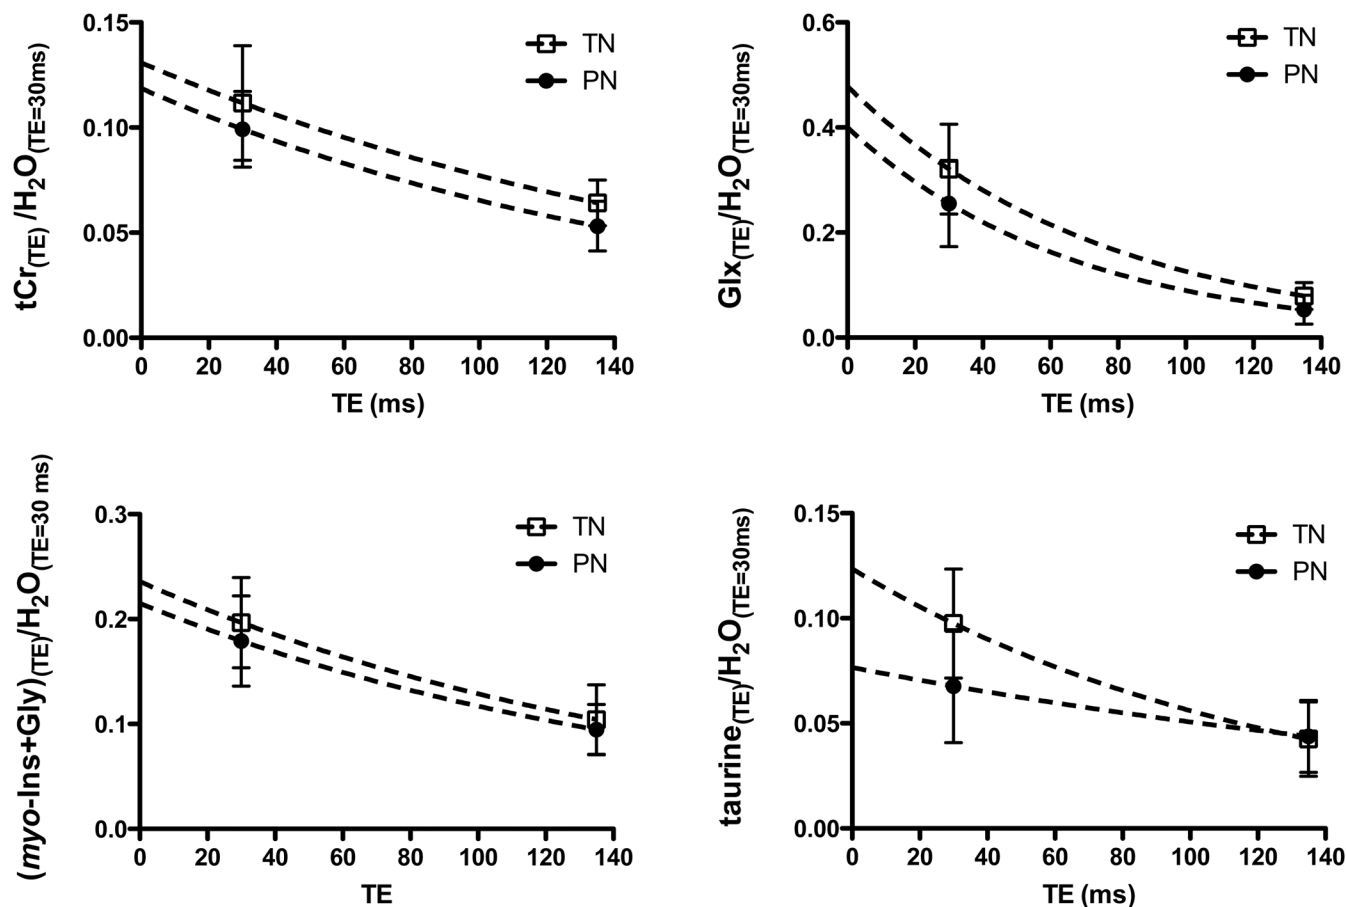 tCr(TE) /H2O(TE=30ms)
0.15
0.10
0.05
0.00
TN
PN
0 20 40 60 80 100 120 140
TE (ms)
Glx(TE)/H2O(TE=30ms)
0.6
0.4
0.2
0.0
TN
PN
0 20 40 60 80 100 120 140
TE (ms)
(myo-Ins+Gly)(TE)/H2O(TE=30 ms)
0.3
0.2
0.1
0.0
TN
PN
0 20 40 60 80 100 120 140
TE
taurine(TE)/H2O(TE=30ms)
0.15
0.10
0.05
0.00
TN
PN
0 20 40 60 80 100 120 140
TE (ms)